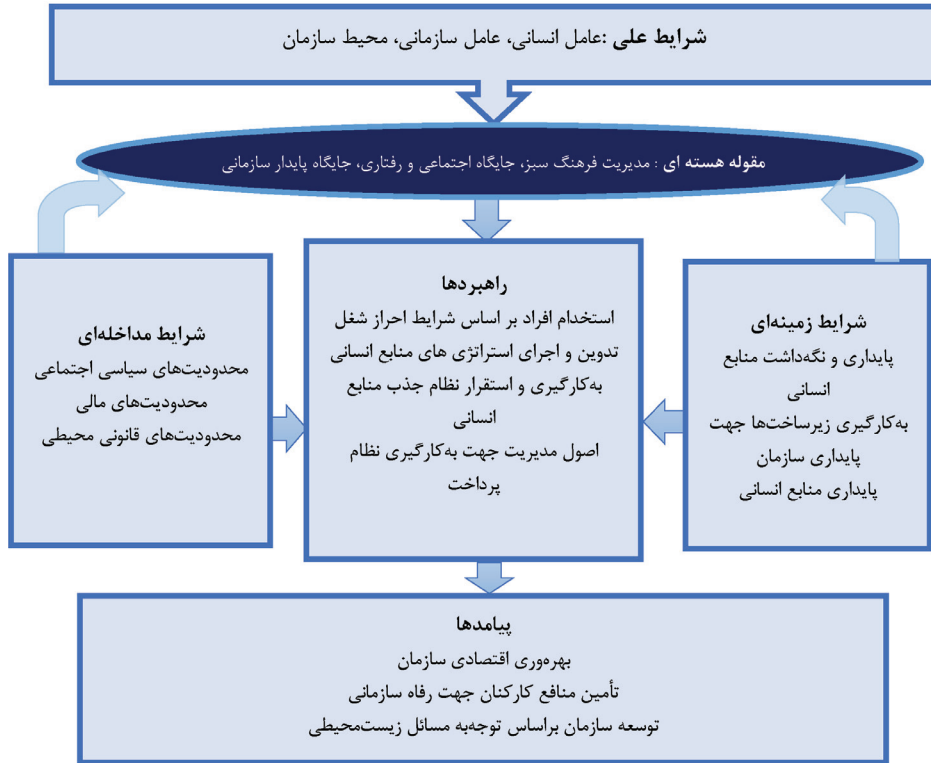 شرایط علی :عامل انسانی، عامل سازمانی، محیط سازمان
مقوله هسته ای : مدیریت فرهنگ سبز، جایگاه اجتماعی و رفتاری، جایگاه پایدار سازمانی
شرایط زمینه‌ای
پایداری و نگه‌داشت منابع
انسانی
به‌کارگیری زیرساخت‌ها جهت
پایداری سازمان
پایداری منابع انسانی
راهبردها
استخدام افراد بر اساس شرایط احراز شغل
تدوین و اجرای استراتژی های منابع انسانی
به‌کارگیری و استقرار نظام جذب منابع
انسانی
اصول مدیریت جهت به‌کارگیری نظام
پرداخت
شرایط مداخله‌ای
محدودیت‌های سیاسی اجتماعی
محدودیت‌های مالی
محدودیت‌های قانونی محیطی
پیامدها
بهره‌وری اقتصادی سازمان
تأمین منافع کارکنان جهت رفاه سازمانی
توسعه سازمان براساس توجه‌به مسائل زیست‌محیطی